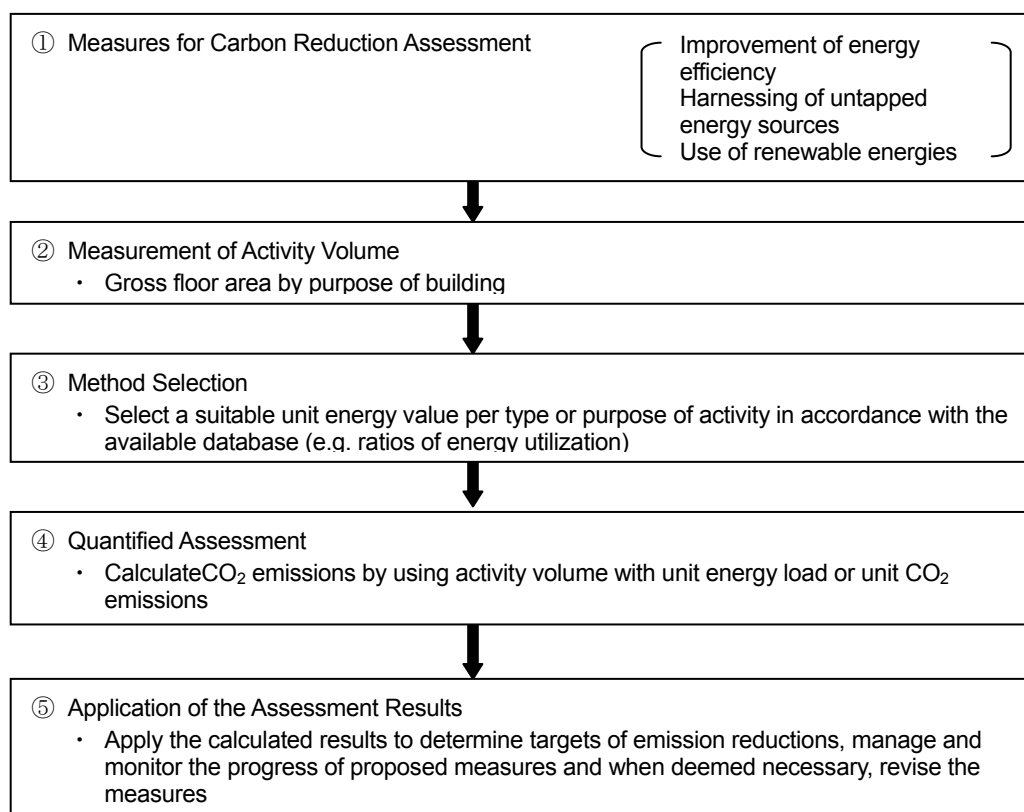 ① Measures for Carbon Reduction Assessment
Improvement of energy
efficiency
Harnessing of untapped
energy sources
Use of renewable energies
② Measurement of Activity Volume
・ Gross floor area by purpose of building
③ Method Selection
・ Select a suitable unit energy value per type or purpose of activity in accordance with the
available database (e.g. ratios of energy utilization)
④ Quantified Assessment
・ CalculateCO₂ emissions by using activity volume with unit energy load or unit CO₂
emissions
⑤ Application of the Assessment Results
・ Apply the calculated results to determine targets of emission reductions, manage and
monitor the progress of proposed measures and when deemed necessary, revise the
measures